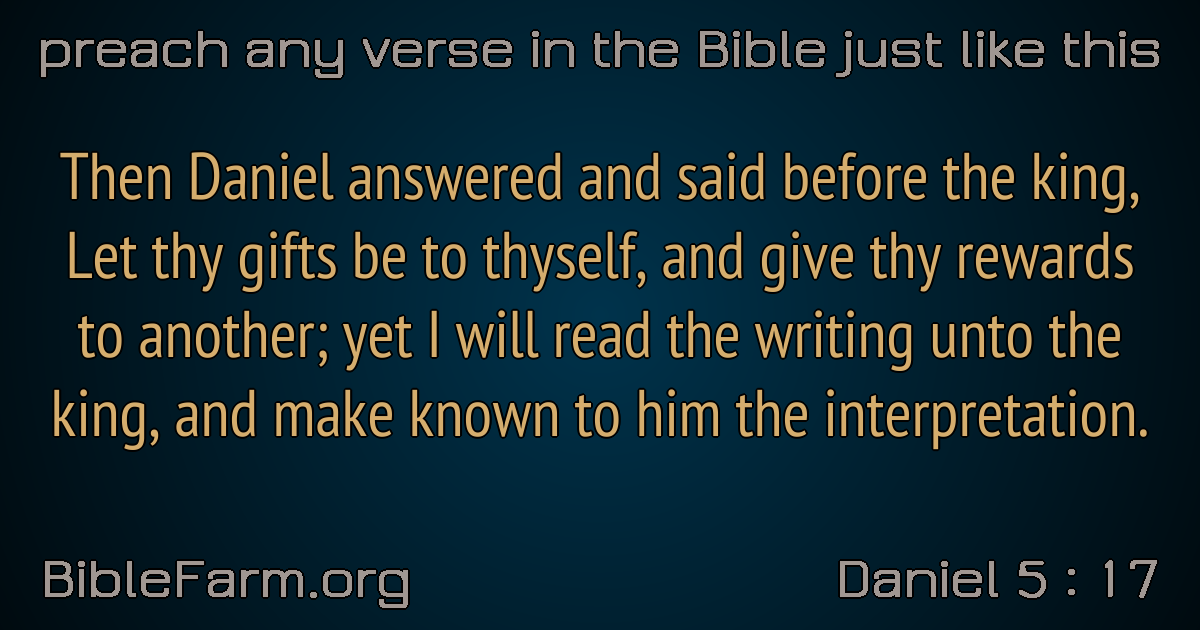 preach any verse in the Bible just like this
Then Daniel answered and said before the king,
Let thy gifts be to thyself, and give thy rewards
to another; yet I will read the writing unto the
king, and make known to him the interpretation.
BibleFarm.org
Daniel 5 : 17